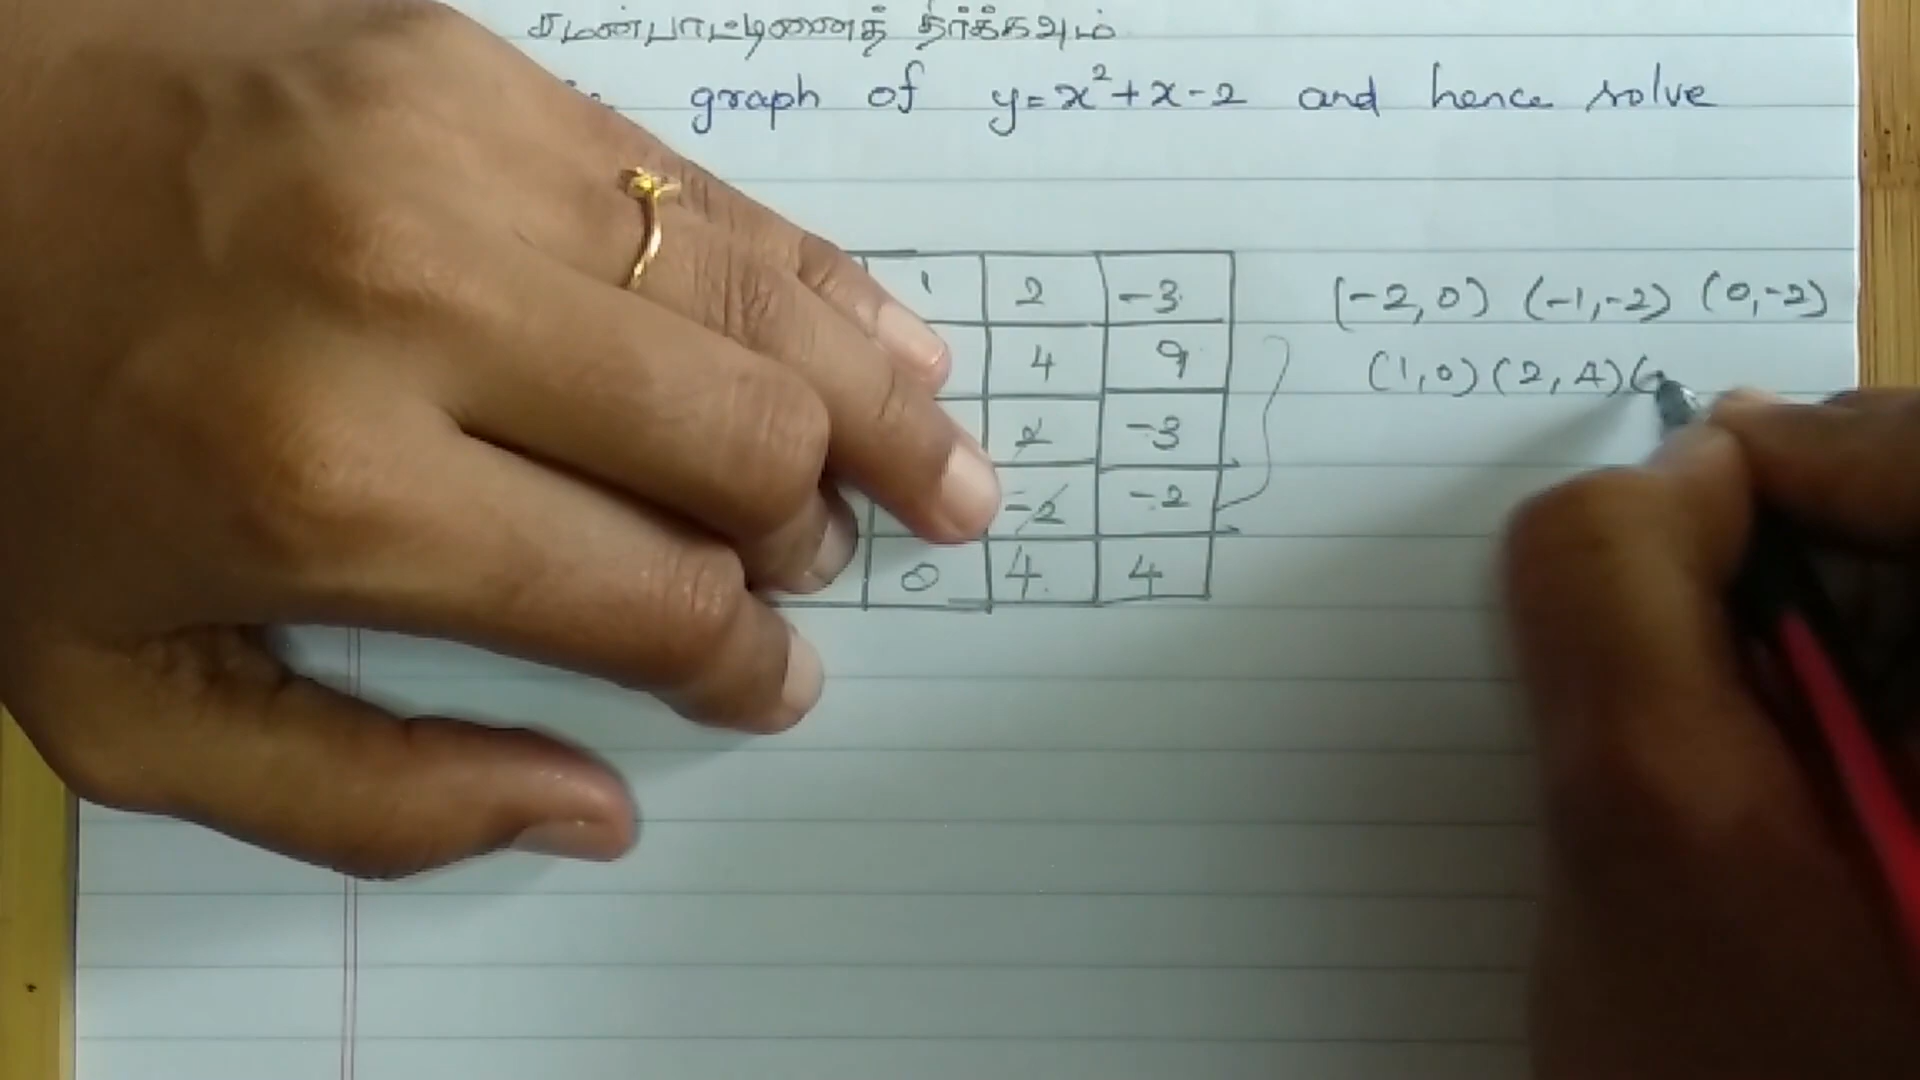 சமன்பாட்டினைத் தீர்க்கவும்
graph of y=x²+x-2 and hence solve
1 2 -3 (-2,0) (-1,-2) (0,-2)
4 9 (1,0) (2,4) (
2 -3
-2 -2
0 4 4